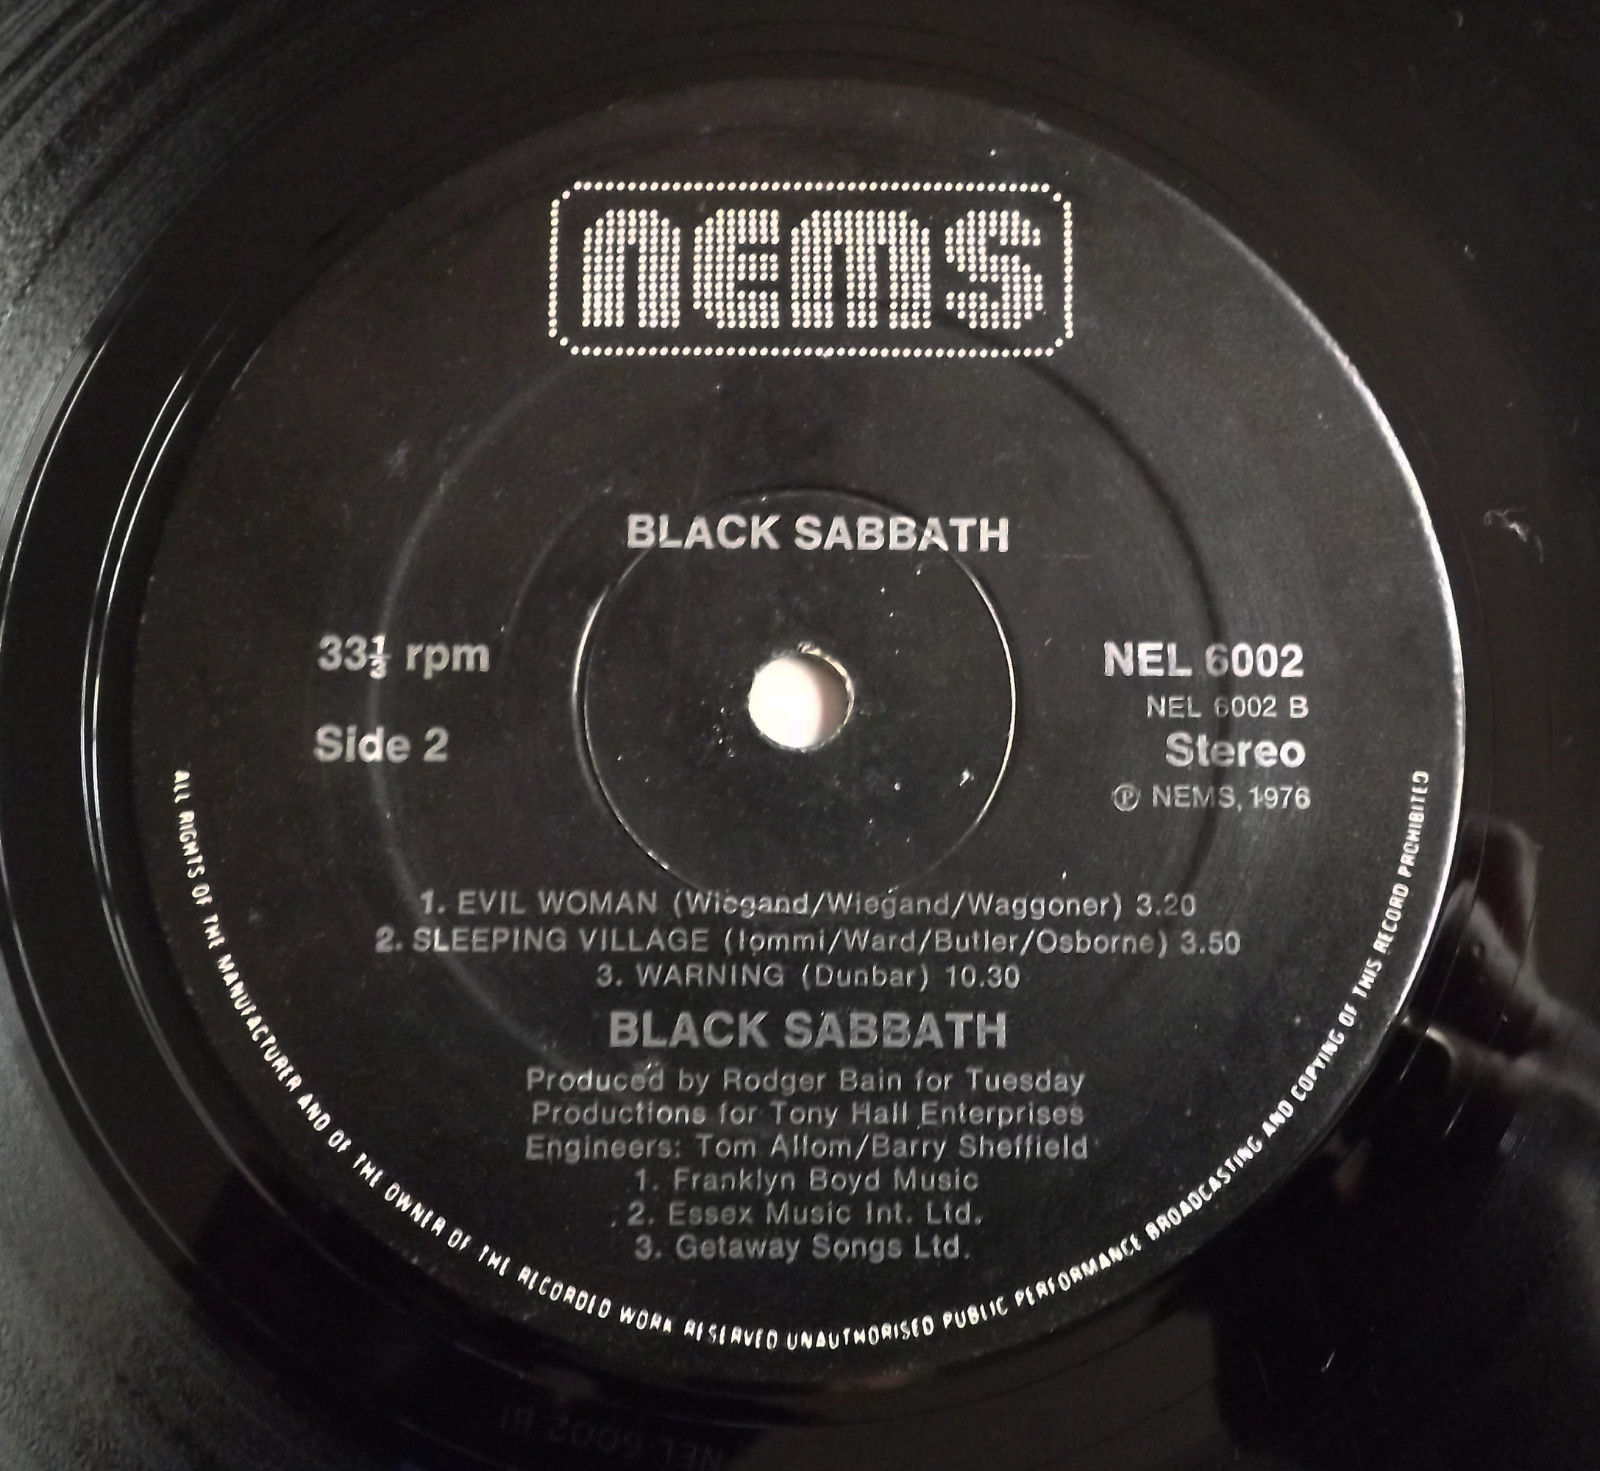 nems
BLACK SABBATH
33⅓ rpm
Side 2
NEL 6002
NEL 6002 B
Stereo
℗ NEMS, 1976
1. EVIL WOMAN (Wiegand/Wiegand/Waggoner) 3.20
2. SLEEPING VILLAGE (Iommi/Ward/Butler/Osborne) 3.50
3. WARNING (Dunbar) 10.30
BLACK SABBATH
Produced by Rodger Bain for Tuesday
Productions for Tony Hall Enterprises
Engineers: Tom Allom/Barry Sheffield
1. Franklyn Boyd Music
2. Essex Music Int. Ltd.
3. Getaway Songs Ltd.
ALL RIGHTS OF THE MANUFACTURER AND OF THE OWNER OF THE RECORDED WORK RESERVED UNAUTHORISED PUBLIC PERFORMANCE BROADCASTING AND COPYING OF THIS RECORD PROHIBITED
NEL 6002 B1